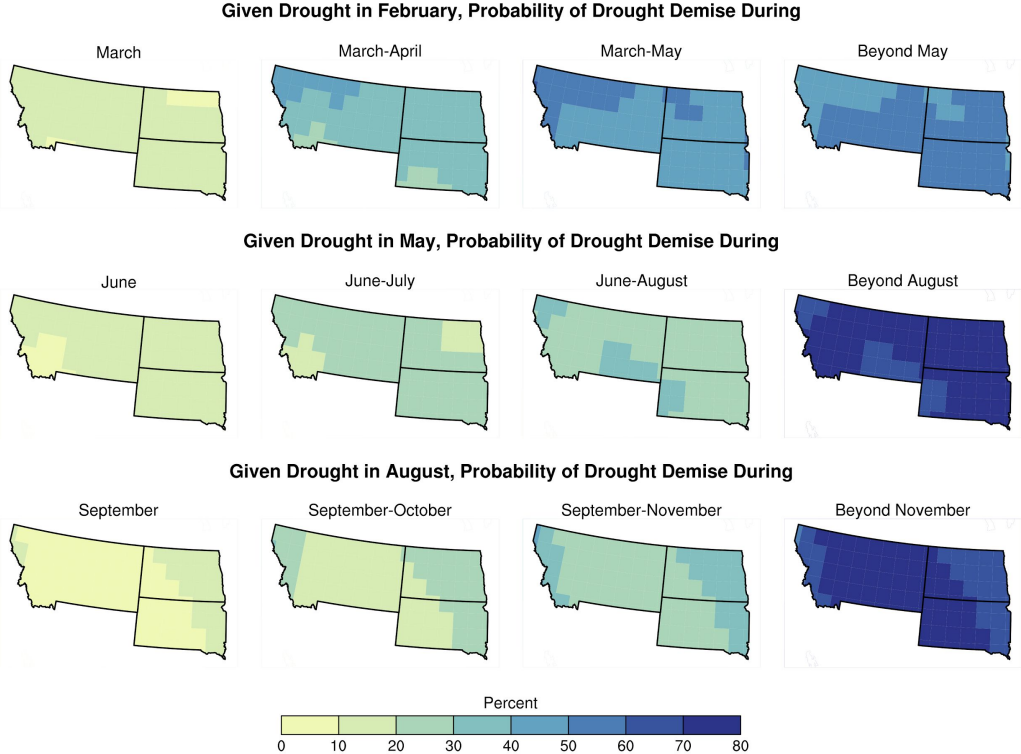 Given Drought in February, Probability of Drought Demise During
March
March-April
March-May
Beyond May
Given Drought in May, Probability of Drought Demise During
June
June-July
June-August
Beyond August
Given Drought in August, Probability of Drought Demise During
September
September-October
September-November
Beyond November
Percent
0 10 20 30 40 50 60 70 80